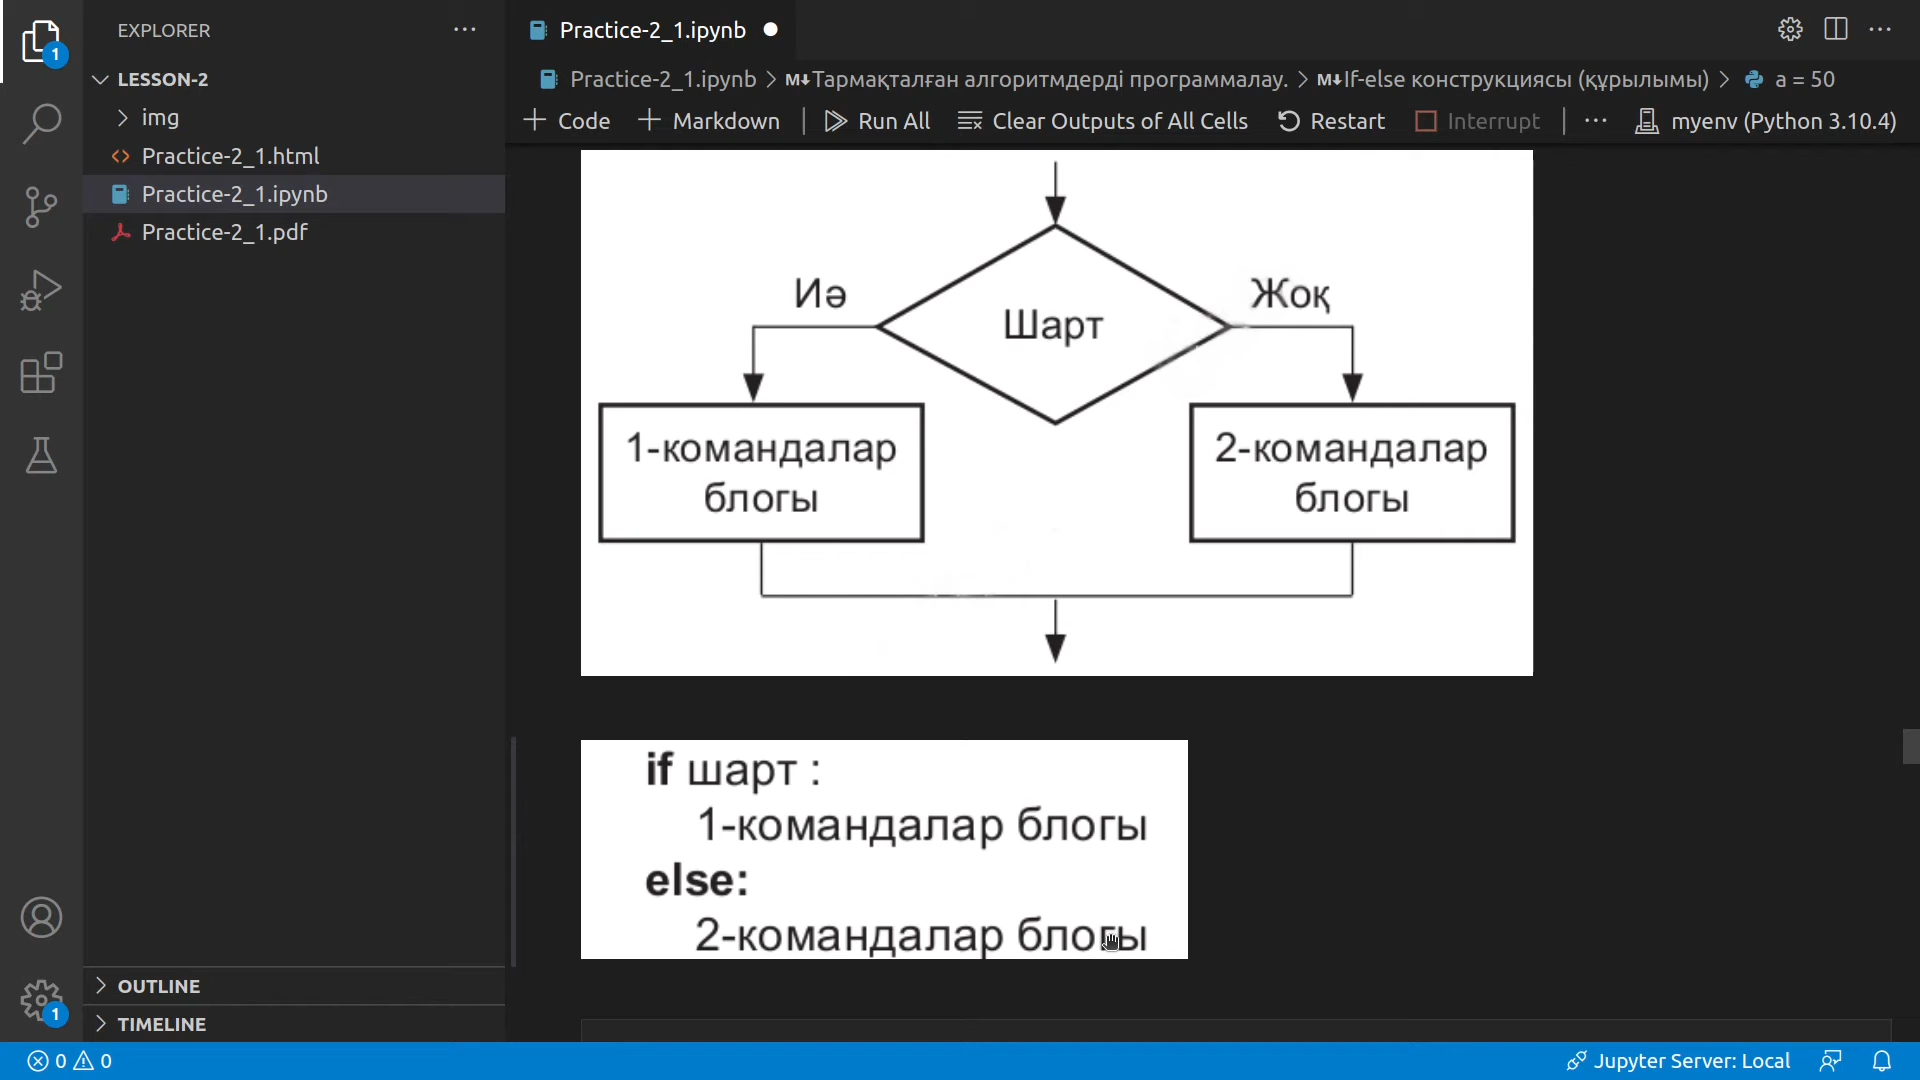 EXPLORER
LESSON-2
img
Practice-2_1.html
Practice-2_1.ipynb
Practice-2_1.pdf
OUTLINE
TIMELINE
1
1
Practice-2_1.ipynb
Practice-2_1.ipynb > M↓Тармақталған алгоритмдерді программалау. > M↓If-else конструкциясы (құрылымы) > a = 50
+ Code + Markdown | Run All Clear Outputs of All Cells Restart Interrupt | ··· myenv (Python 3.10.4)
Иә
Шарт
Жоқ
1-командалар
блогы
2-командалар
блогы
if шарт :
1-командалар блогы
else:
2-командалар блогы
0 0
Jupyter Server: Local